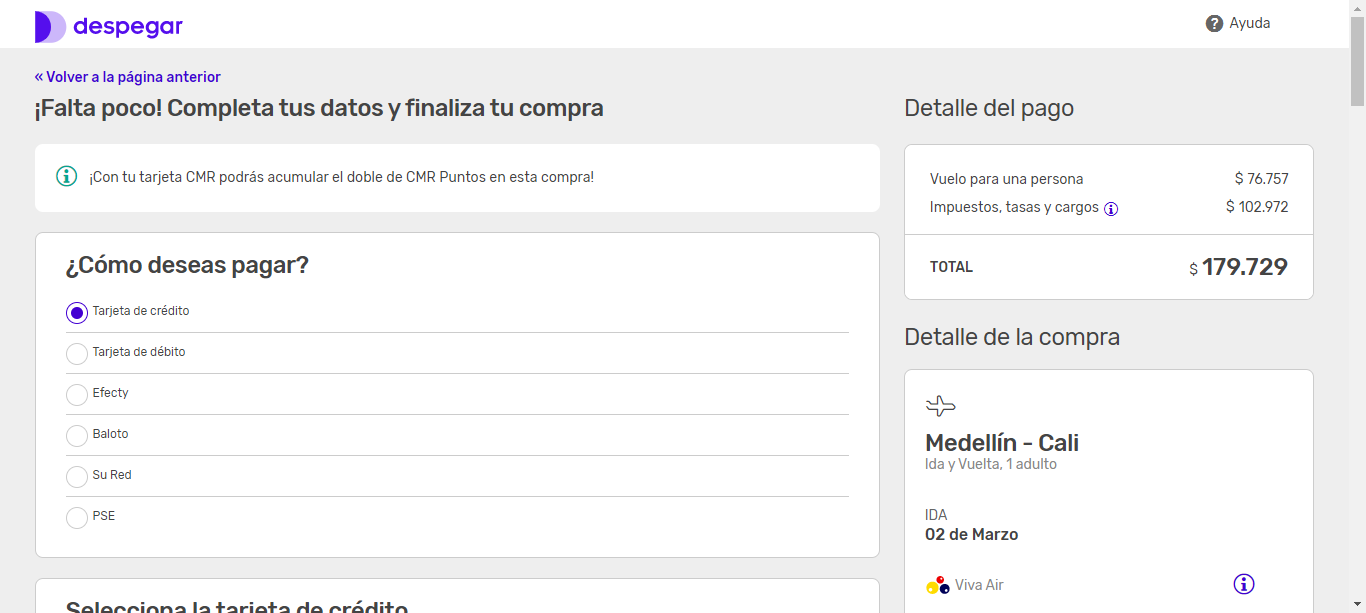 despegar
Ayuda
« Volver a la página anterior
¡Falta poco! Completa tus datos y finaliza tu compra
¡Con tu tarjeta CMR podrás acumular el doble de CMR Puntos en esta compra!
¿Cómo deseas pagar?
Tarjeta de crédito
Tarjeta de débito
Efecty
Baloto
Su Red
PSE
Selecciona la tarjeta de crédito
Detalle del pago
Vuelo para una persona $ 76.757
Impuestos, tasas y cargos $ 102.972
TOTAL $ 179.729
Detalle de la compra
Medellín - Cali
Ida y Vuelta, 1 adulto
IDA
02 de Marzo
Viva Air